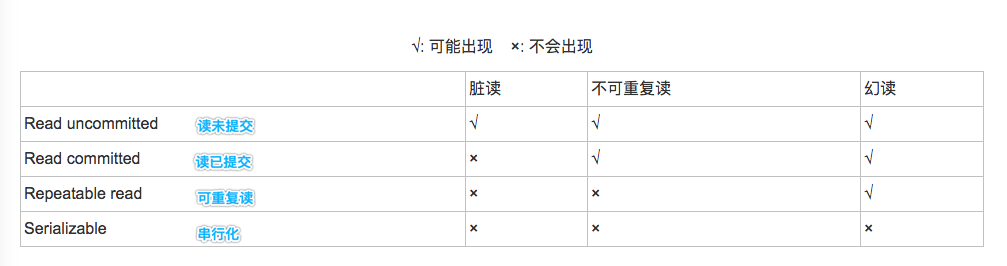 √: 可能出现 ×: 不会出现
脏读 不可重复读 幻读
Read uncommitted 读未提交 √ √ √
Read committed 读已提交 × √ √
Repeatable read 可重复读 × × √
Serializable 串行化 × × ×